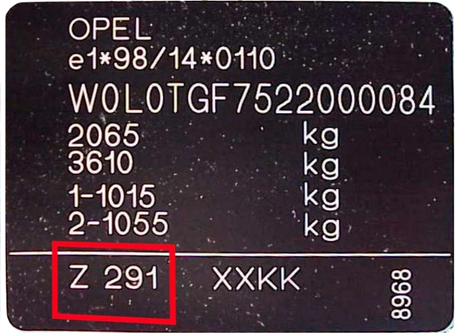 OPEL
e1*98/14*0110
W0L0TGF7522000084
2065 kg
3610 kg
1-1015 kg
2-1055 kg
Z 291 XXKK
8968